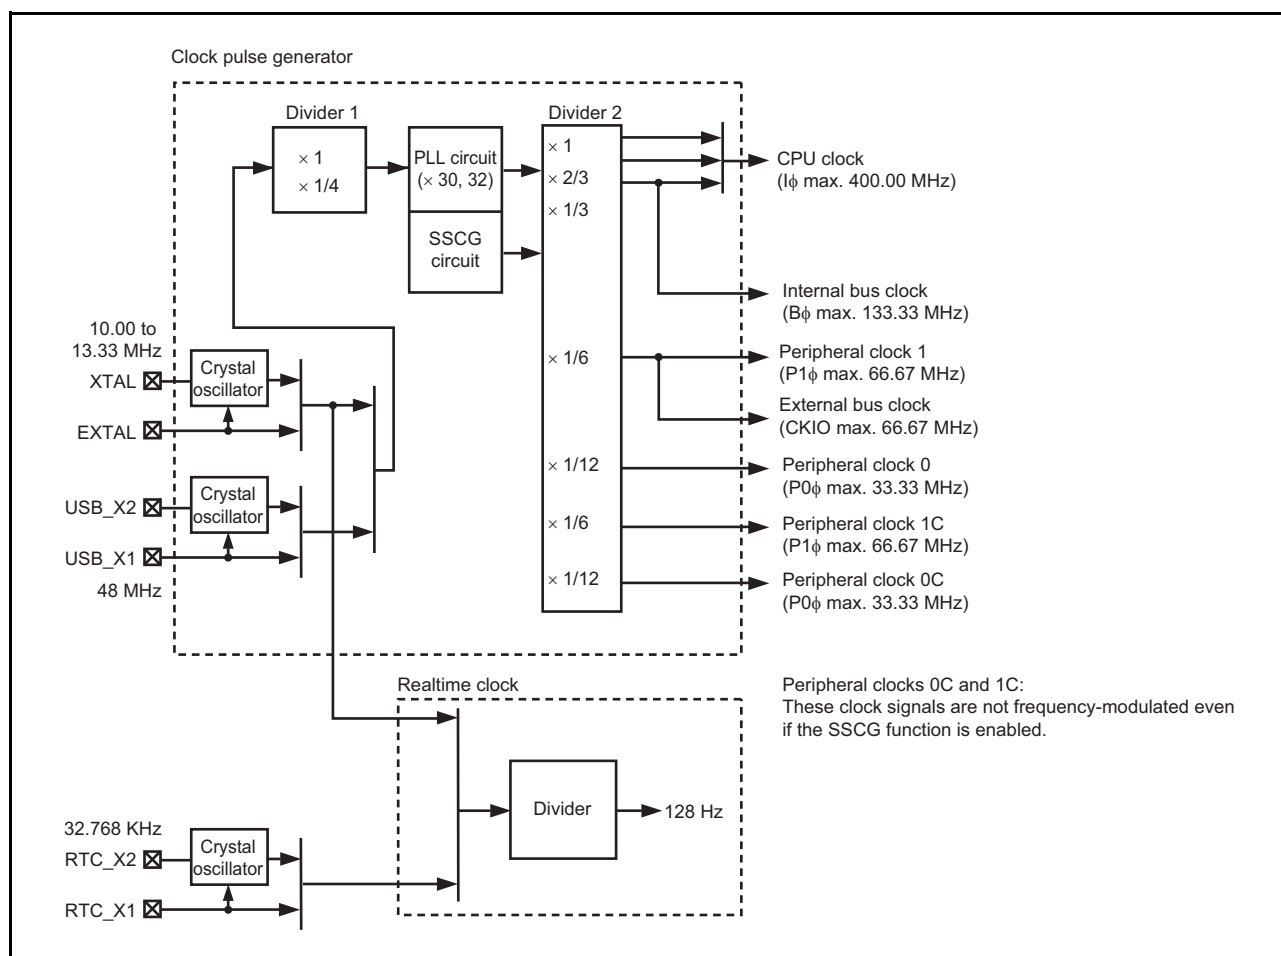 Clock pulse generator
Divider 1
× 1
× 1/4
PLL circuit
(× 30, 32)
SSCG
circuit
Divider 2
× 1
× 2/3
× 1/3
× 1/6
× 1/12
× 1/6
× 1/12
CPU clock
(Iϕ max. 400.00 MHz)
Internal bus clock
(Bϕ max. 133.33 MHz)
Peripheral clock 1
(P1ϕ max. 66.67 MHz)
External bus clock
(CKIO max. 66.67 MHz)
Peripheral clock 0
(P0ϕ max. 33.33 MHz)
Peripheral clock 1C
(P1ϕ max. 66.67 MHz)
Peripheral clock 0C
(P0ϕ max. 33.33 MHz)
10.00 to
13.33 MHz
XTAL
Crystal
oscillator
EXTAL
USB_X2
Crystal
oscillator
USB_X1
48 MHz
Realtime clock
Divider
128 Hz
32.768 KHz
RTC_X2
Crystal
oscillator
RTC_X1
Peripheral clocks 0C and 1C:
These clock signals are not frequency-modulated even
if the SSCG function is enabled.